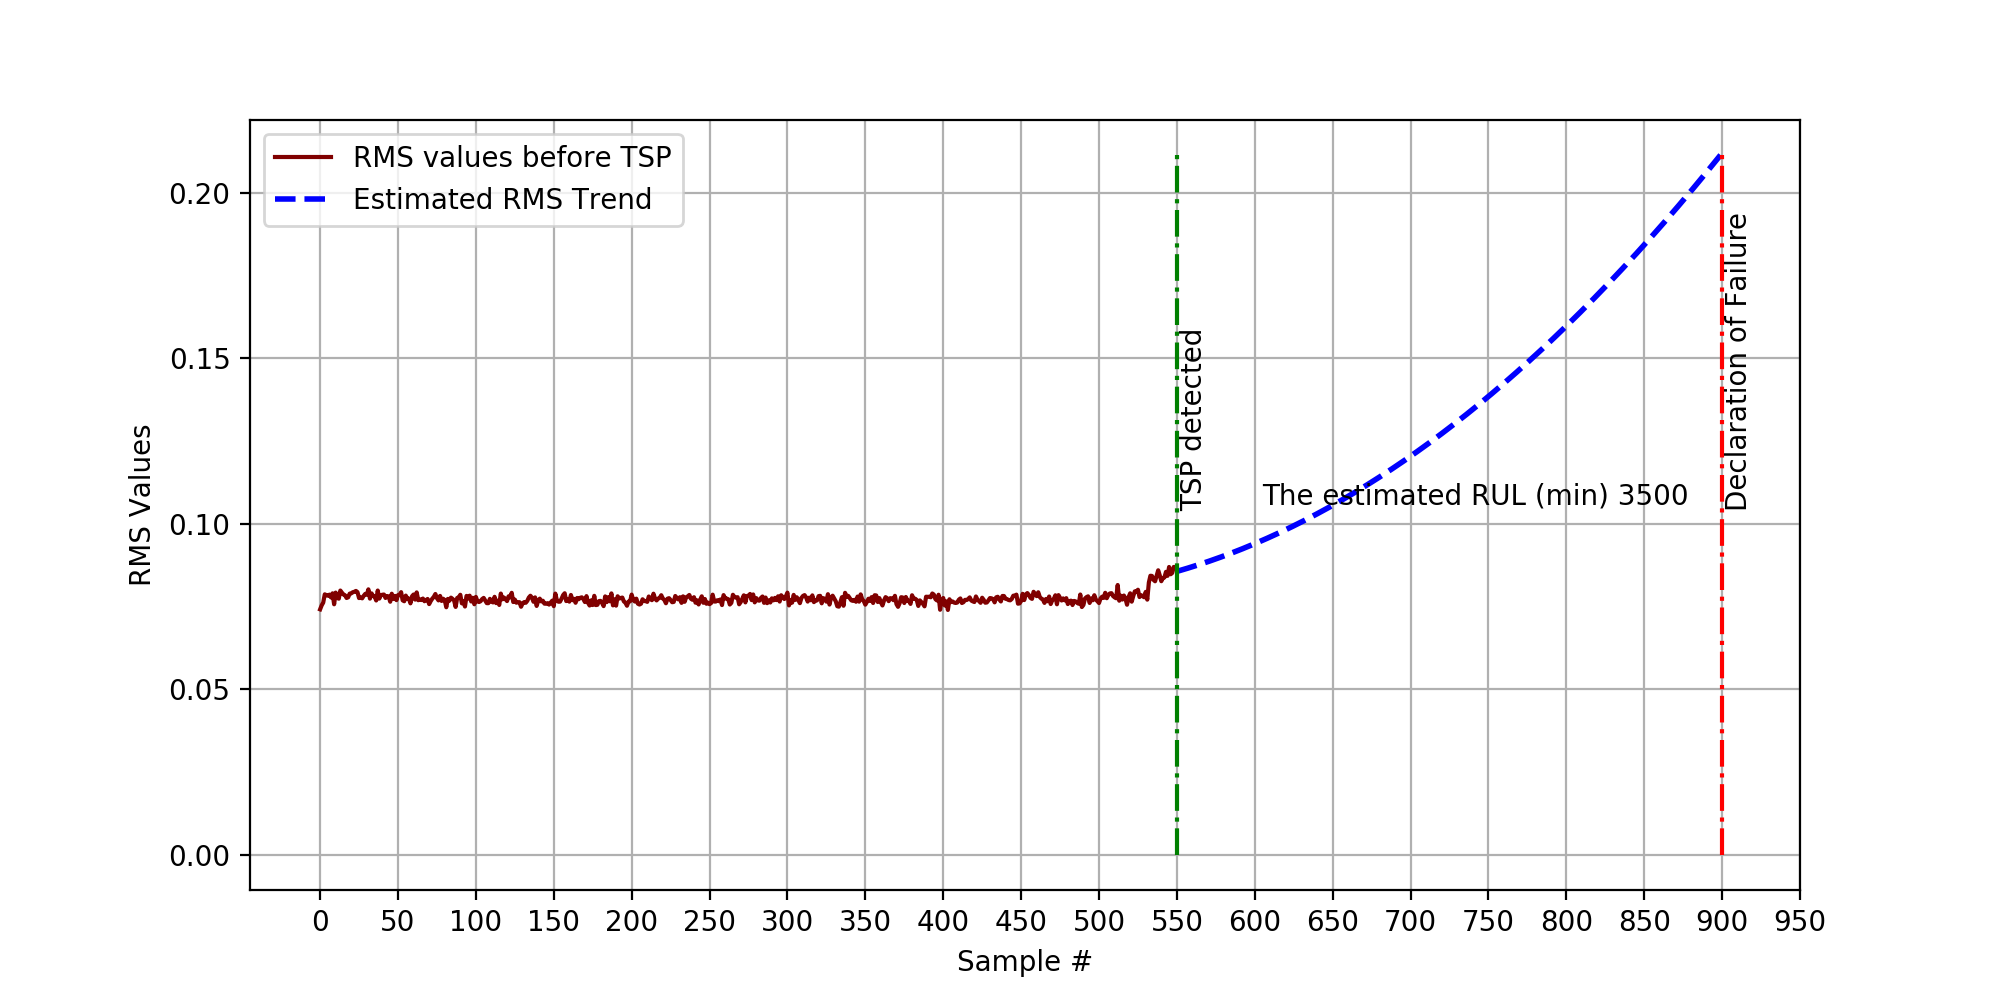 RMS values before TSP
Estimated RMS Trend
0.20
0.15
0.10
0.05
0.00
RMS Values
TSP detected
The estimated RUL (min) 3500
Declaration of Failure
0 50 100 150 200 250 300 350 400 450 500 550 600 650 700 750 800 850 900 950
Sample #